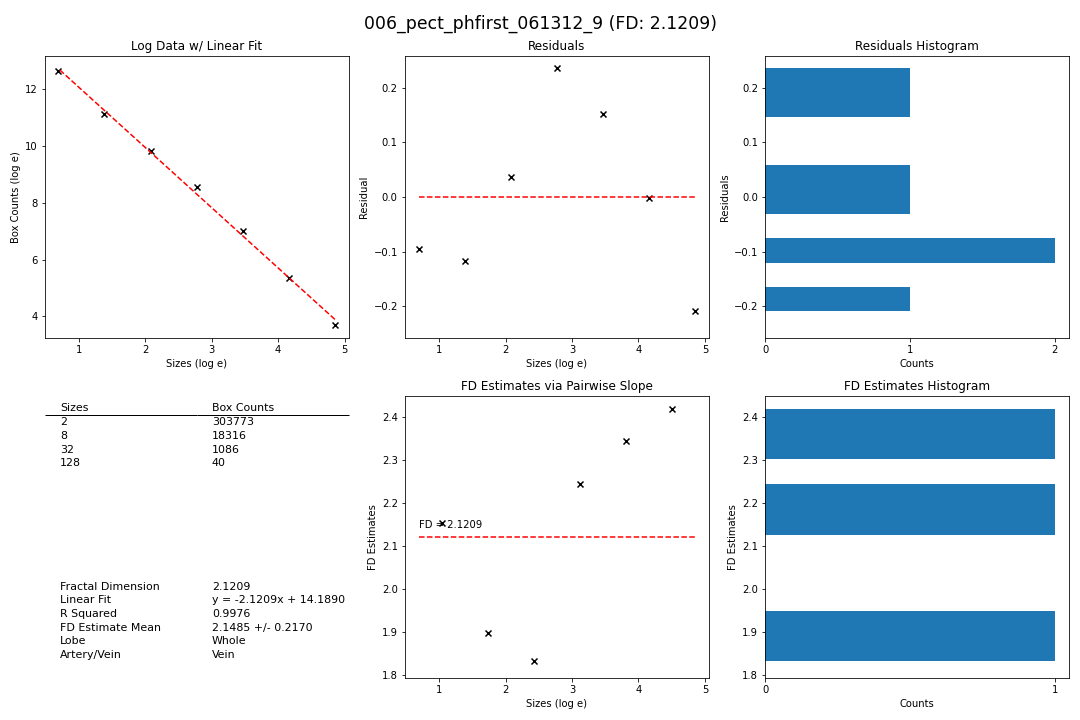 006_pect_phfirst_061312_9 (FD: 2.1209)
Log Data w/ Linear Fit
Box Counts (log e)
12
10
8
6
4
1 2 3 4 5
Sizes (log e)
Residuals
Residual
0.2
0.1
0.0
−0.1
−0.2
1 2 3 4 5
Sizes (log e)
Residuals Histogram
Residuals
0.2
0.1
0.0
−0.1
−0.2
0 1 2
Counts
Sizes Box Counts
2 303773
8 18316
32 1086
128 40
Fractal Dimension 2.1209
Linear Fit y = -2.1209x + 14.1890
R Squared 0.9976
FD Estimate Mean 2.1485 +/- 0.2170
Lobe Whole
Artery/Vein Vein
FD Estimates via Pairwise Slope
FD Estimates
2.4
2.3
2.2
2.1
2.0
1.9
1.8
FD = 2.1209
1 2 3 4 5
Sizes (log e)
FD Estimates Histogram
FD Estimates
2.4
2.3
2.2
2.1
2.0
1.9
1.8
0 1
Counts